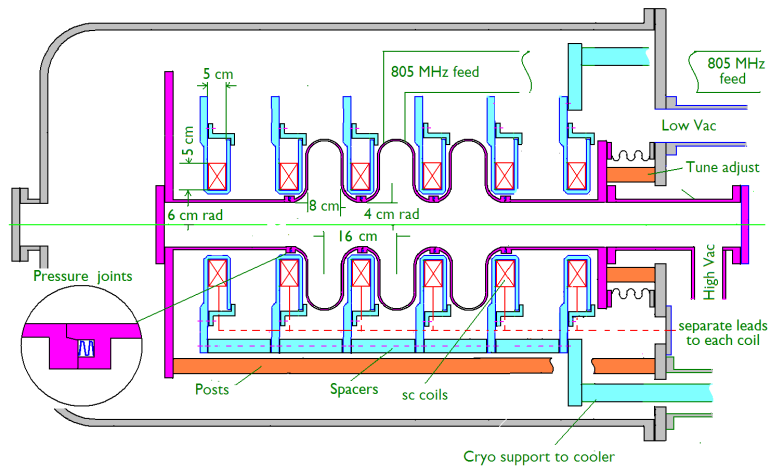 5 cm
805 MHz
feed
805 MHz feed
Low Vac
5 cm
Tune adjust
8 cm
4 cm rad
6 cm rad
16 cm
High Vac
Pressure joints
separate leads
to each coil
Posts
Spacers
sc coils
Cryo support to cooler